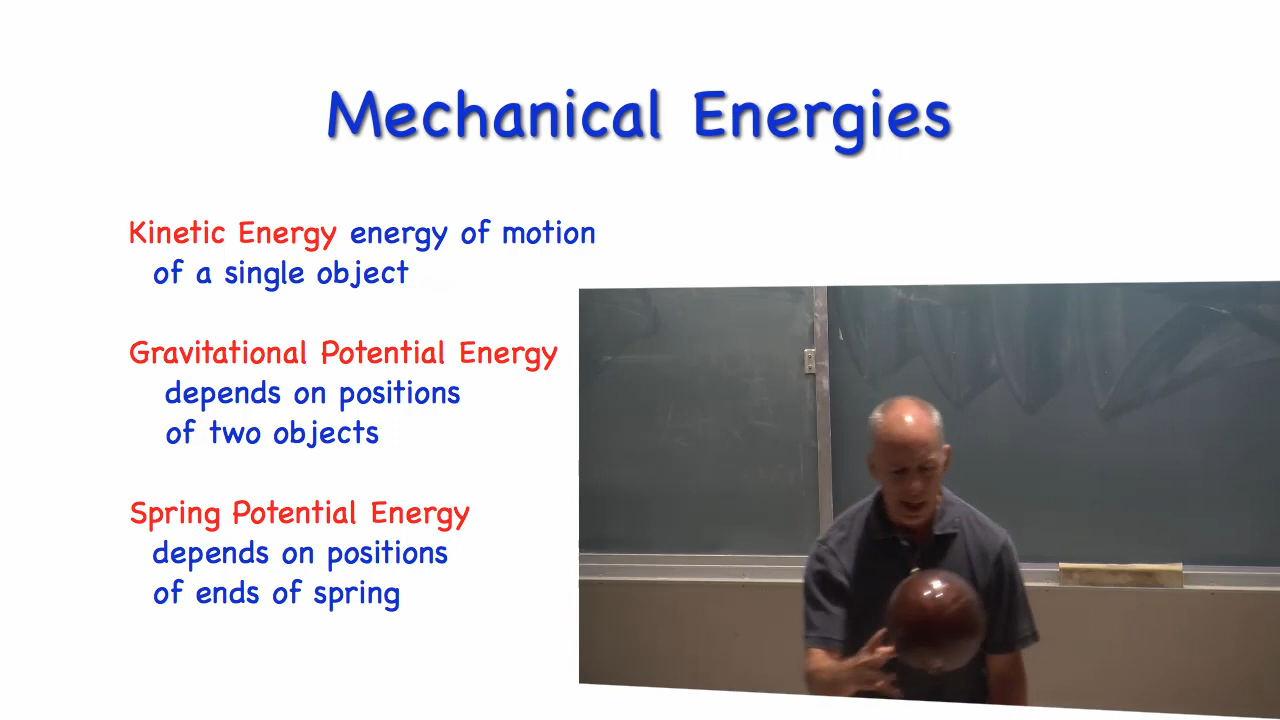 Mechanical Energies
Kinetic Energy energy of motion
of a single object
Gravitational Potential Energy
depends on positions
of two objects
Spring Potential Energy
depends on positions
of ends of spring